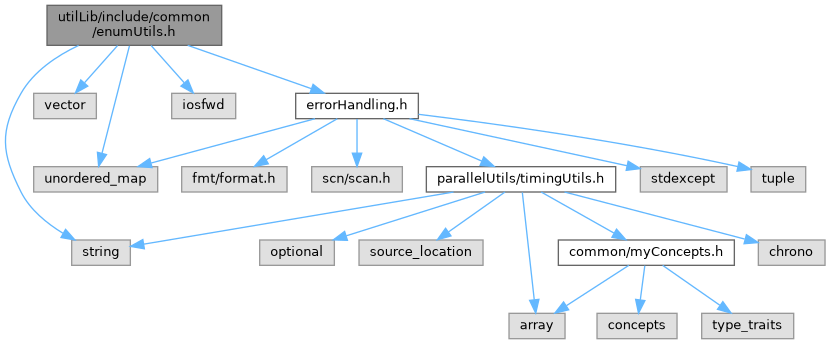 utilLib/include/common
/enumUtils.h
vector
iosfwd
errorHandling.h
unordered_map
fmt/format.h
scn/scan.h
parallelUtils/timingUtils.h
stdexcept
tuple
string
optional
source_location
common/myConcepts.h
chrono
array
concepts
type_traits